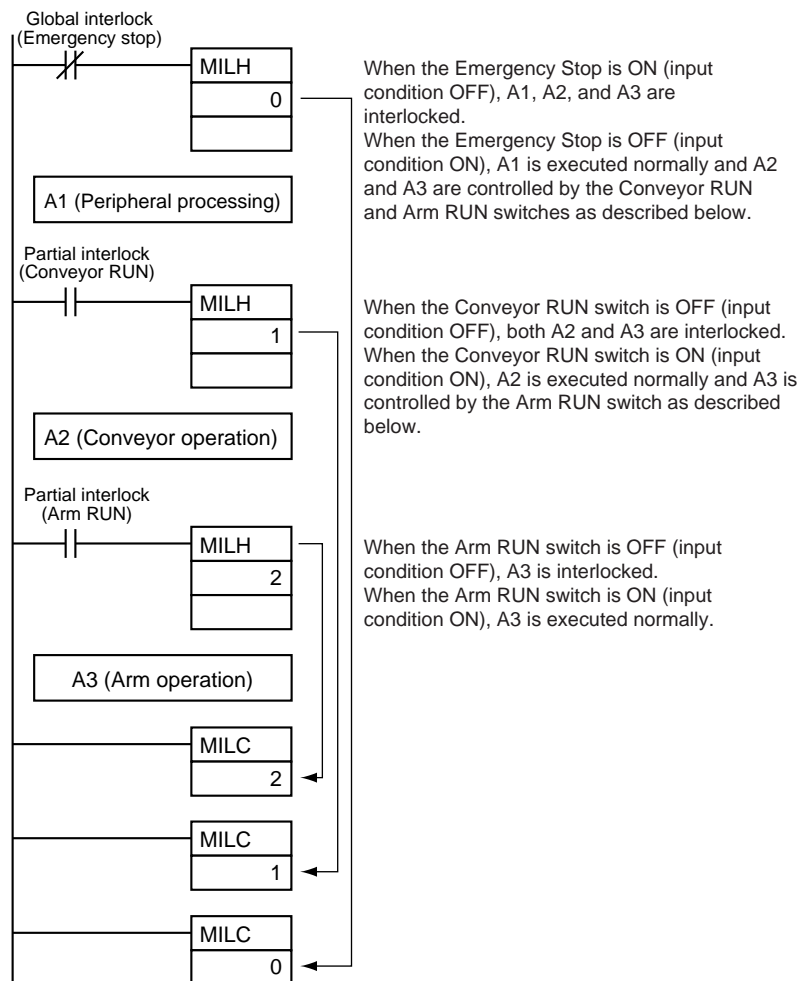 Global interlock
(Emergency stop)
MILH
0
When the Emergency Stop is ON (input
condition OFF), A1, A2, and A3 are
interlocked.
When the Emergency Stop is OFF (input
condition ON), A1 is executed normally and A2
and A3 are controlled by the Conveyor RUN
and Arm RUN switches as described below.
A1 (Peripheral processing)
Partial interlock
(Conveyor RUN)
MILH
1
When the Conveyor RUN switch is OFF (input
condition OFF), both A2 and A3 are interlocked.
When the Conveyor RUN switch is ON (input
condition ON), A2 is executed normally and A3 is
controlled by the Arm RUN switch as described
below.
A2 (Conveyor operation)
Partial interlock
(Arm RUN)
MILH
2
When the Arm RUN switch is OFF (input
condition OFF), A3 is interlocked.
When the Arm RUN switch is ON (input
condition ON), A3 is executed normally.
A3 (Arm operation)
MILC
2
MILC
1
MILC
0